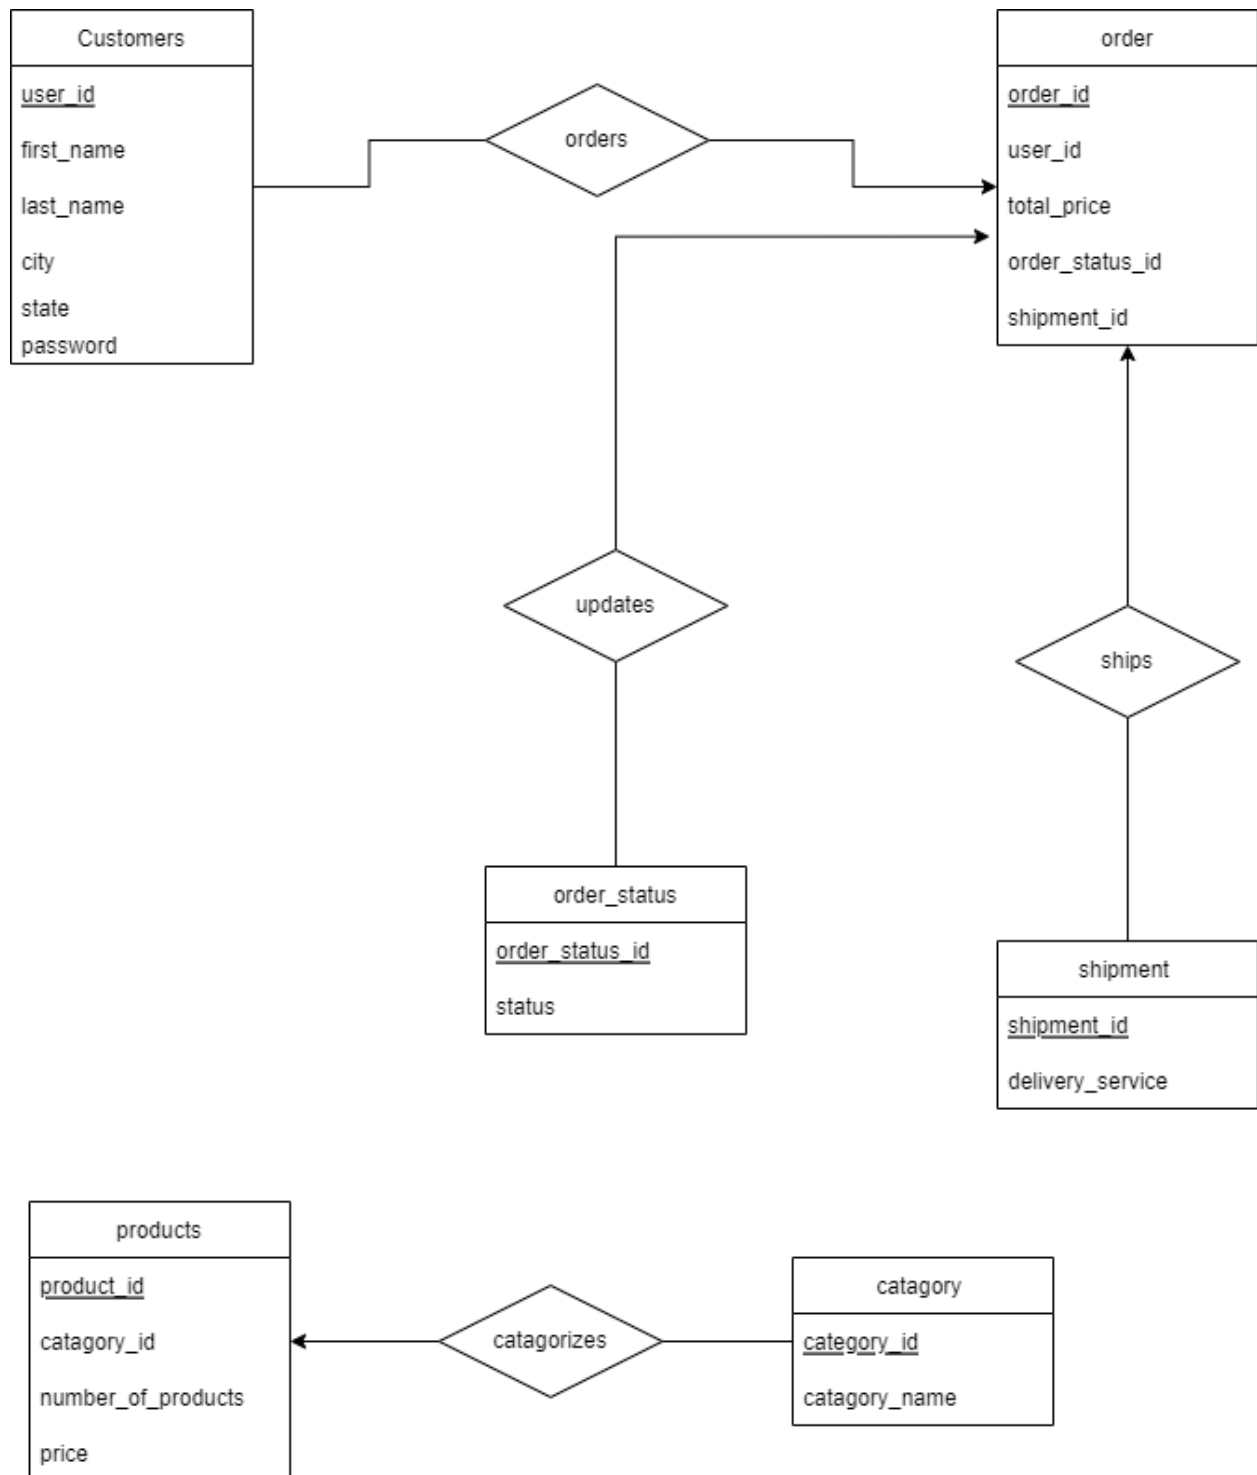 Customers
user_id
first_name
last_name
city
state
password
orders
order
order_id
user_id
total_price
order_status_id
shipment_id
updates
ships
order_status
order_status_id
status
shipment
shipment_id
delivery_service
products
product_id
catagory_id
number_of_products
price
catagorizes
catagory
category_id
catagory_name